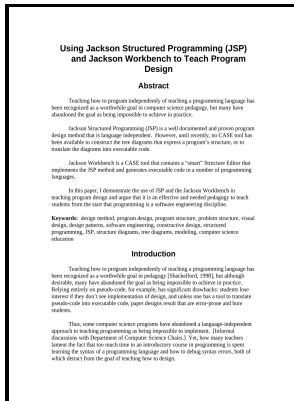 Using Jackson Structured Programming (JSP)
and Jackson Workbench to Teach Program
Design
Abstract
Teaching how to program independently of teaching a programming language has
been recognized as a worthwhile goal in computer science pedagogy, but many have
abandoned the goal as being impossible to achieve in practice.
Jackson Structured Programming (JSP) is a well documented and proven program
design method that is language independent. However, until recently, no CASE tool has
been available to construct the tree diagrams that express a program's structure, or to
translate the diagrams into executable code.
Jackson Workbench is a CASE tool that contains a "smart" Structure Editor that
implements the JSP method and generates executable code in a number of programming
languages.
In this paper, I demonstrate the use of JSP and the Jackson Workbench in
teaching program design and argue that it is an effective and needed pedagogy to teach
students from the start that programming is a software engineering discipline.
Keywords: design method, program design, program structure, problem structure, visual
design, design patterns, software engineering, constructive design, structured
programming, JSP, structure diagrams, tree diagrams, modeling, computer science
education
Introduction
Teaching how to program independently of teaching a programming language has
been recognized as a worthwhile goal in pedagogy [Shackelford, 1998], but although
desirable, many have abandoned the goal as being impossible to achieve in practice.
Relying entirely on pseudo-code, for example, has significant drawbacks: students lose
interest if they don't see implementation of design, and unless one has a tool to translate
pseudo-code into executable code, paper designs result that are error-prone and bore
students.
Thus, some computer science programs have abandoned a language-independent
approach to teaching programming as being impossible to implement. [Informal
discussions with Department of Computer Science Chairs.] Yet, how many teachers
lament the fact that too much time in an introductory course in programming is spent
learning the syntax of a programming language and how to debug syntax errors, both of
which detract from the goal of teaching how to design.